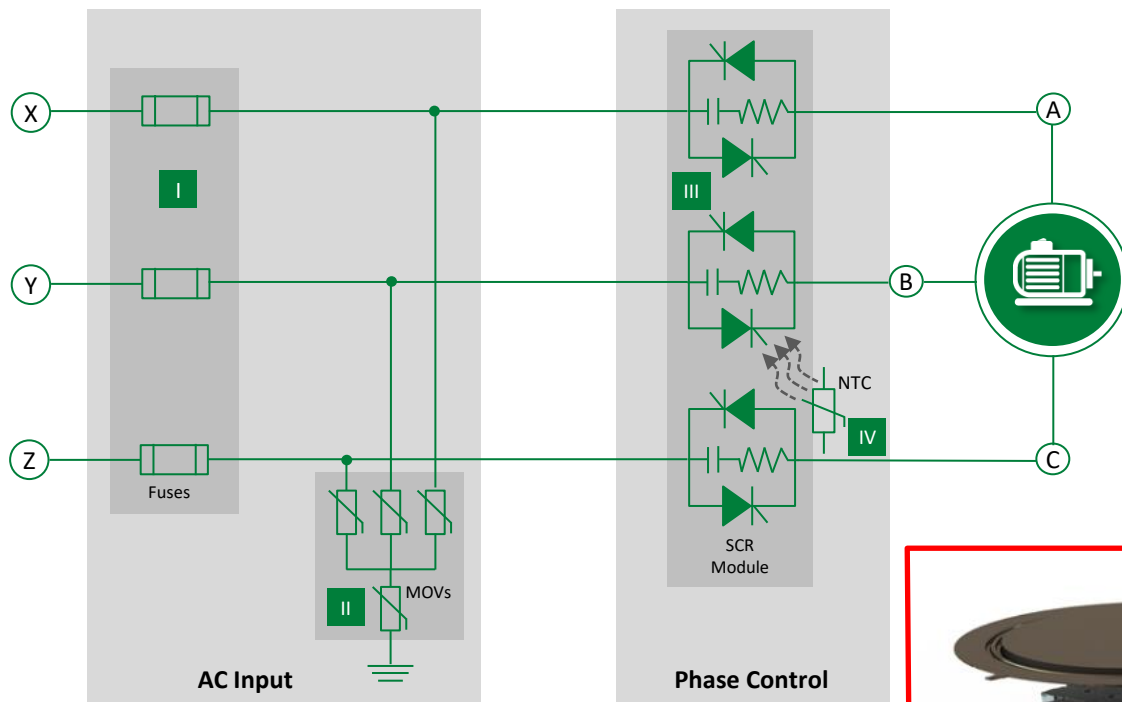 X
A
I
III
Y
B
NTC
IV
Z
C
Fuses
SCR
Module
II
MOVs
AC Input
Phase Control